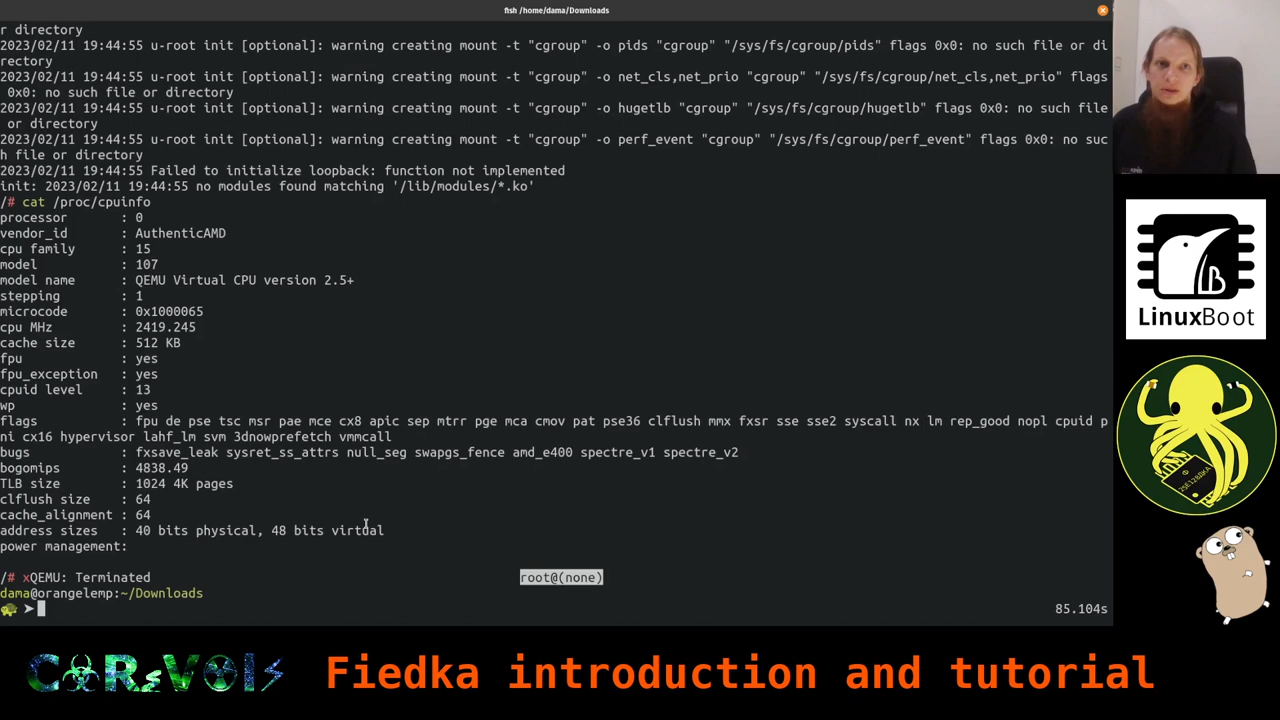 fish /home/dama/Downloads
r directory
2023/02/11 19:44:55 u-root init [optional]: warning creating mount -t "cgroup" -o pids "cgroup" "/sys/fs/cgroup/pids" flags 0x0: no such file or di
rectory
2023/02/11 19:44:55 u-root init [optional]: warning creating mount -t "cgroup" -o net_cls,net_prio "cgroup" "/sys/fs/cgroup/net_cls,net_prio" flags
0x0: no such file or directory
2023/02/11 19:44:55 u-root init [optional]: warning creating mount -t "cgroup" -o hugetlb "cgroup" "/sys/fs/cgroup/hugetlb" flags 0x0: no such file
or directory
2023/02/11 19:44:55 u-root init [optional]: warning creating mount -t "cgroup" -o perf_event "cgroup" "/sys/fs/cgroup/perf_event" flags 0x0: no suc
h file or directory
2023/02/11 19:44:55 Failed to initialize loopback: function not implemented
init: 2023/02/11 19:44:55 no modules found matching '/lib/modules/*.ko'
/# cat /proc/cpuinfo
processor : 0
vendor_id : AuthenticAMD
cpu family : 15
model : 107
model name : QEMU Virtual CPU version 2.5+
stepping : 1
microcode : 0x1000065
cpu MHz : 2419.245
cache size : 512 KB
fpu : yes
fpu_exception : yes
cpuid level : 13
wp : yes
flags : fpu de pse tsc msr pae mce cx8 apic sep mtrr pge mca cmov pat pse36 clflush mmx fxsr sse sse2 syscall nx lm rep_good nopl cpuid p
ni cx16 hypervisor lahf_lm svm 3dnowprefetch vmmcall
bugs : fxsave_leak sysret_ss_attrs null_seg swapgs_fence amd_e400 spectre_v1 spectre_v2
bogomips : 4838.49
TLB size : 1024 4K pages
clflush size : 64
cache_alignment : 64
address sizes : 40 bits physical, 48 bits virtual
power management:
/# xQEMU: Terminated
root@(none)
dama@orangelemp:~/Downloads
➤
85.104s
LB
LinuxBoot
Fiedka introduction and tutorial